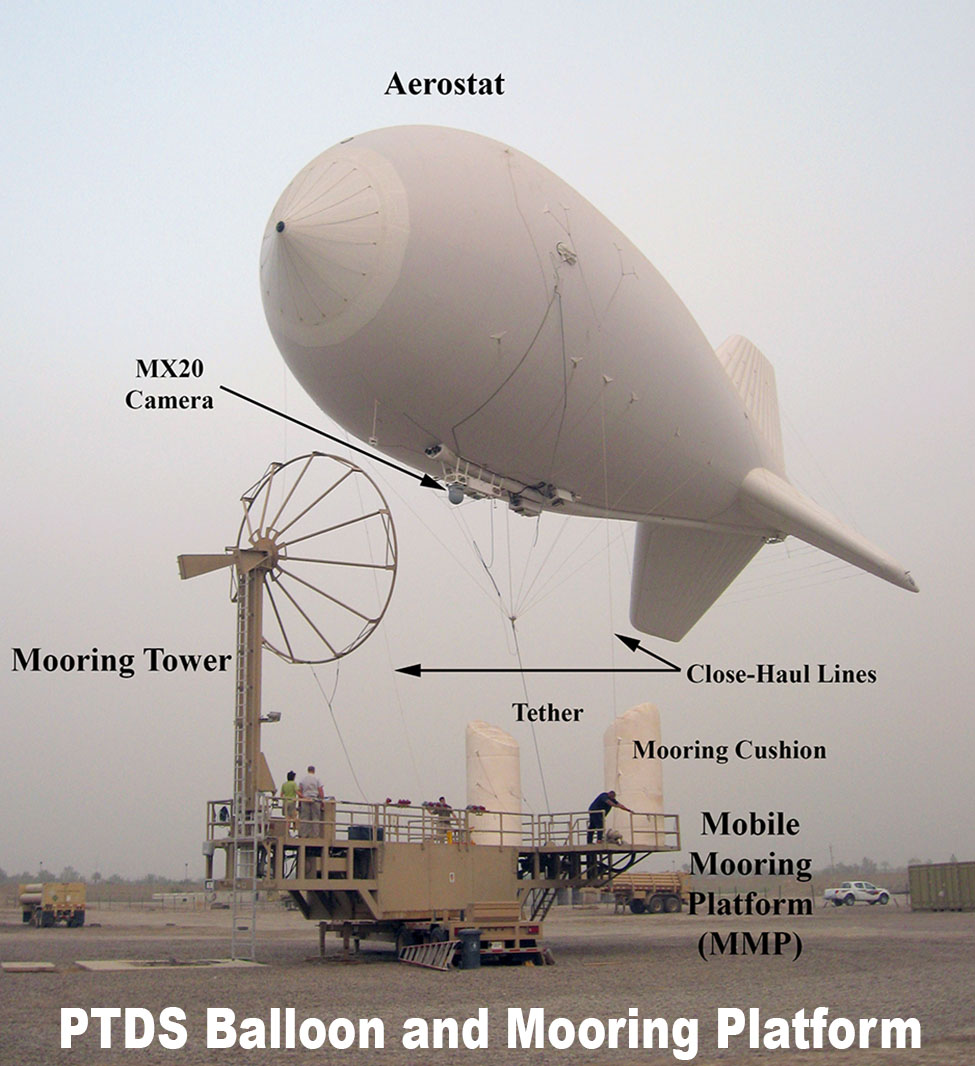 Aerostat
MX20
Camera
Mooring Tower
Close-Haul Lines
Tether
Mooring Cushion
Mobile
Mooring
Platform
(MMP)
PTDS Balloon and Mooring Platform